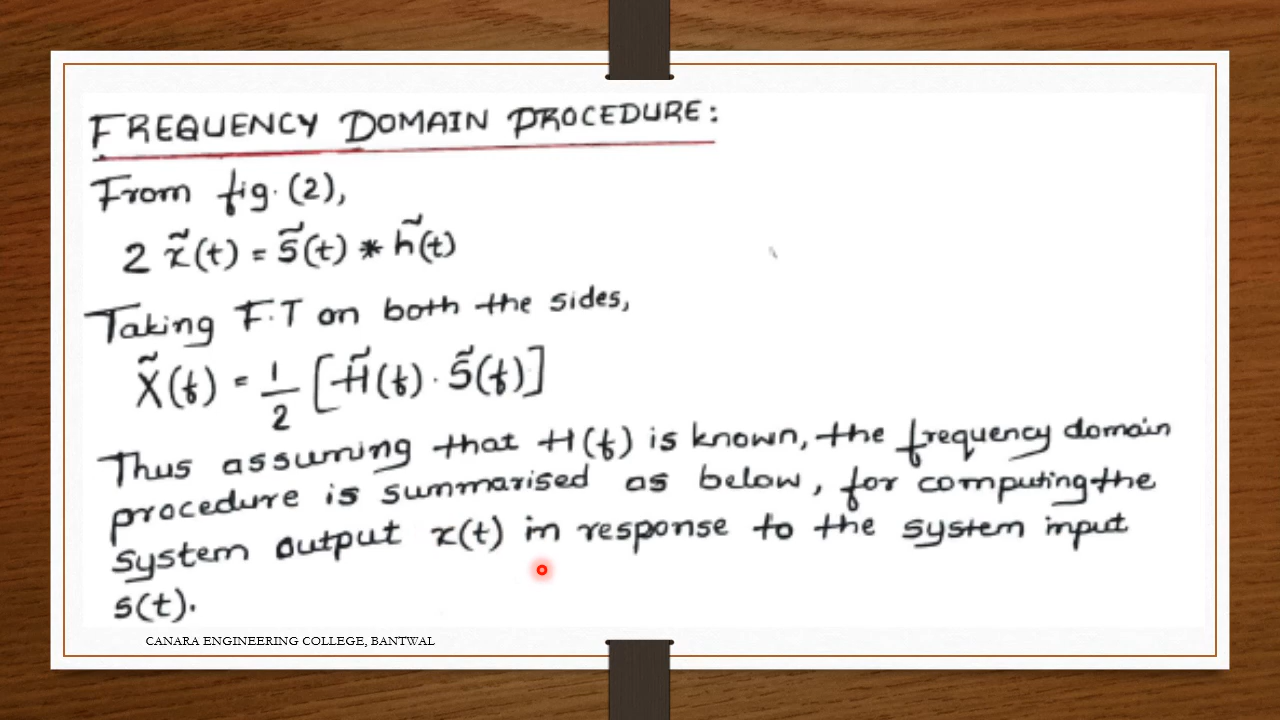 FREQUENCY DOMAIN PROCEDURE:
From fig.(2),
2 x̃(t) = s̃(t) * h̃(t)
Taking F.T on both the sides,
X̃(f) = 1/2 [H̃(f) . S̃(f)]
Thus assuming that H(f) is known, the frequency domain
procedure is summarised as below, for computing the
system output x(t) in response to the system input
s(t).
CANARA ENGINEERING COLLEGE, BANTWAL